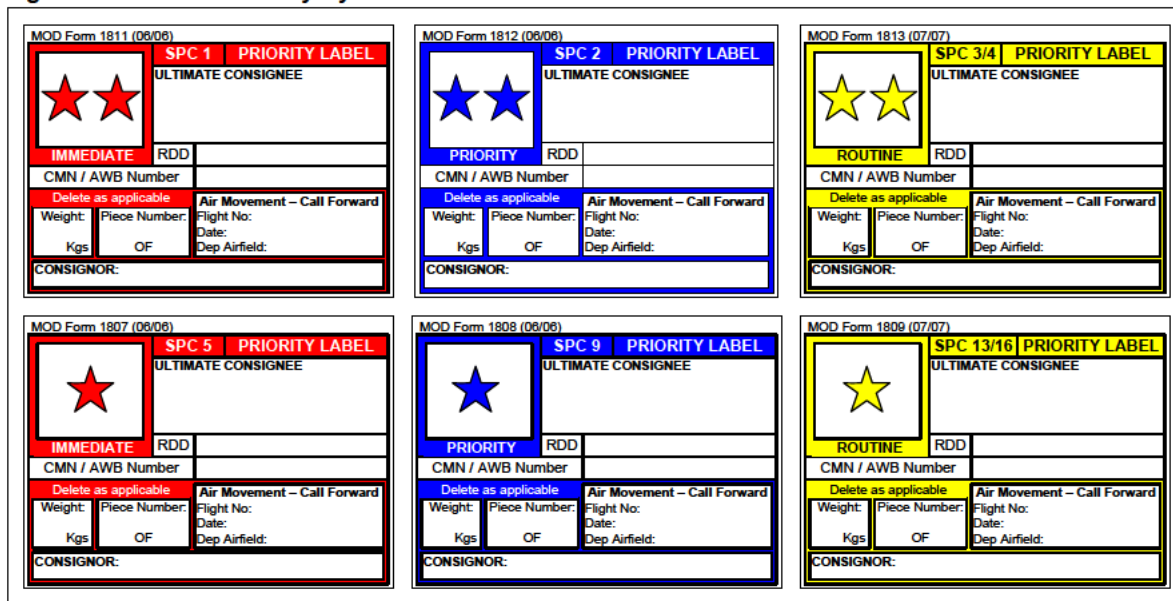 MOD Form 1811 (06/06)
SPC 1 PRIORITY LABEL
ULTIMATE CONSIGNEE
IMMEDIATE RDD
CMN / AWB Number
Delete as applicable
Air Movement – Call Forward
Weight: Piece Number: Flight No:
Date:
Kgs OF Dep Airfield:
CONSIGNOR:
MOD Form 1812 (06/06)
SPC 2 PRIORITY LABEL
ULTIMATE CONSIGNEE
PRIORITY RDD
CMN / AWB Number
Delete as applicable
Air Movement – Call Forward
Weight: Piece Number: Flight No:
Date:
Kgs OF Dep Airfield:
CONSIGNOR:
MOD Form 1813 (07/07)
SPC 3/4 PRIORITY LABEL
ULTIMATE CONSIGNEE
ROUTINE RDD
CMN / AWB Number
Delete as applicable
Air Movement – Call Forward
Weight: Piece Number: Flight No:
Date:
Kgs OF Dep Airfield:
CONSIGNOR:
MOD Form 1807 (06/06)
SPC 5 PRIORITY LABEL
ULTIMATE CONSIGNEE
IMMEDIATE RDD
CMN / AWB Number
Delete as applicable
Air Movement – Call Forward
Weight: Piece Number: Flight No:
Date:
Kgs OF Dep Airfield:
CONSIGNOR:
MOD Form 1808 (06/06)
SPC 9 PRIORITY LABEL
ULTIMATE CONSIGNEE
PRIORITY RDD
CMN / AWB Number
Delete as applicable
Air Movement – Call Forward
Weight: Piece Number: Flight No:
Date:
Kgs OF Dep Airfield:
CONSIGNOR:
MOD Form 1809 (07/07)
SPC 13/16 PRIORITY LABEL
ULTIMATE CONSIGNEE
ROUTINE RDD
CMN / AWB Number
Delete as applicable
Air Movement – Call Forward
Weight: Piece Number: Flight No:
Date:
Kgs OF Dep Airfield:
CONSIGNOR: